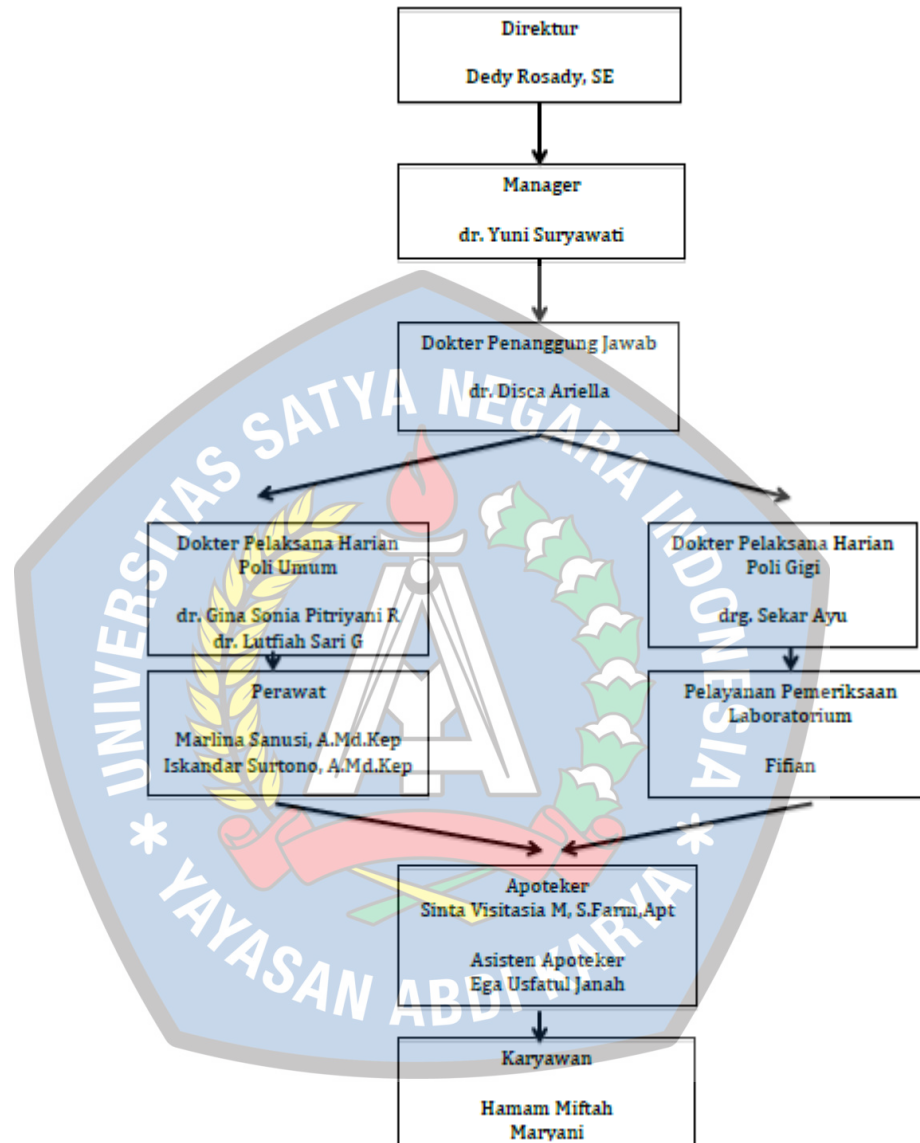 Direktur
Dedy Rosady, SE
Manager
dr. Yuni Suryawati
Dokter Penanggung Jawab
dr. Disca Ariella
Dokter Pelaksana Harian
Poli Umum
dr. Gina Sonia Pitriyani R
dr. Lutfiah Sari G
Dokter Pelaksana Harian
Poli Gigi
drg. Sekar Ayu
Perawat
Marlina Sanusi, A.Md.Kep
Iskandar Surtono, A.Md.Kep
Pelayanan Pemeriksaan
Laboratorium
Fifian
Apoteker
Sinta Visitasia M, S.Farm,Apt
Asisten Apoteker
Ega Usfatul Janah
Karyawan
Hamam Miftah
Maryani
UNIVERSITAS SATYA NEGARA INDONESIA
* YAYASAN ABDI KARYA *